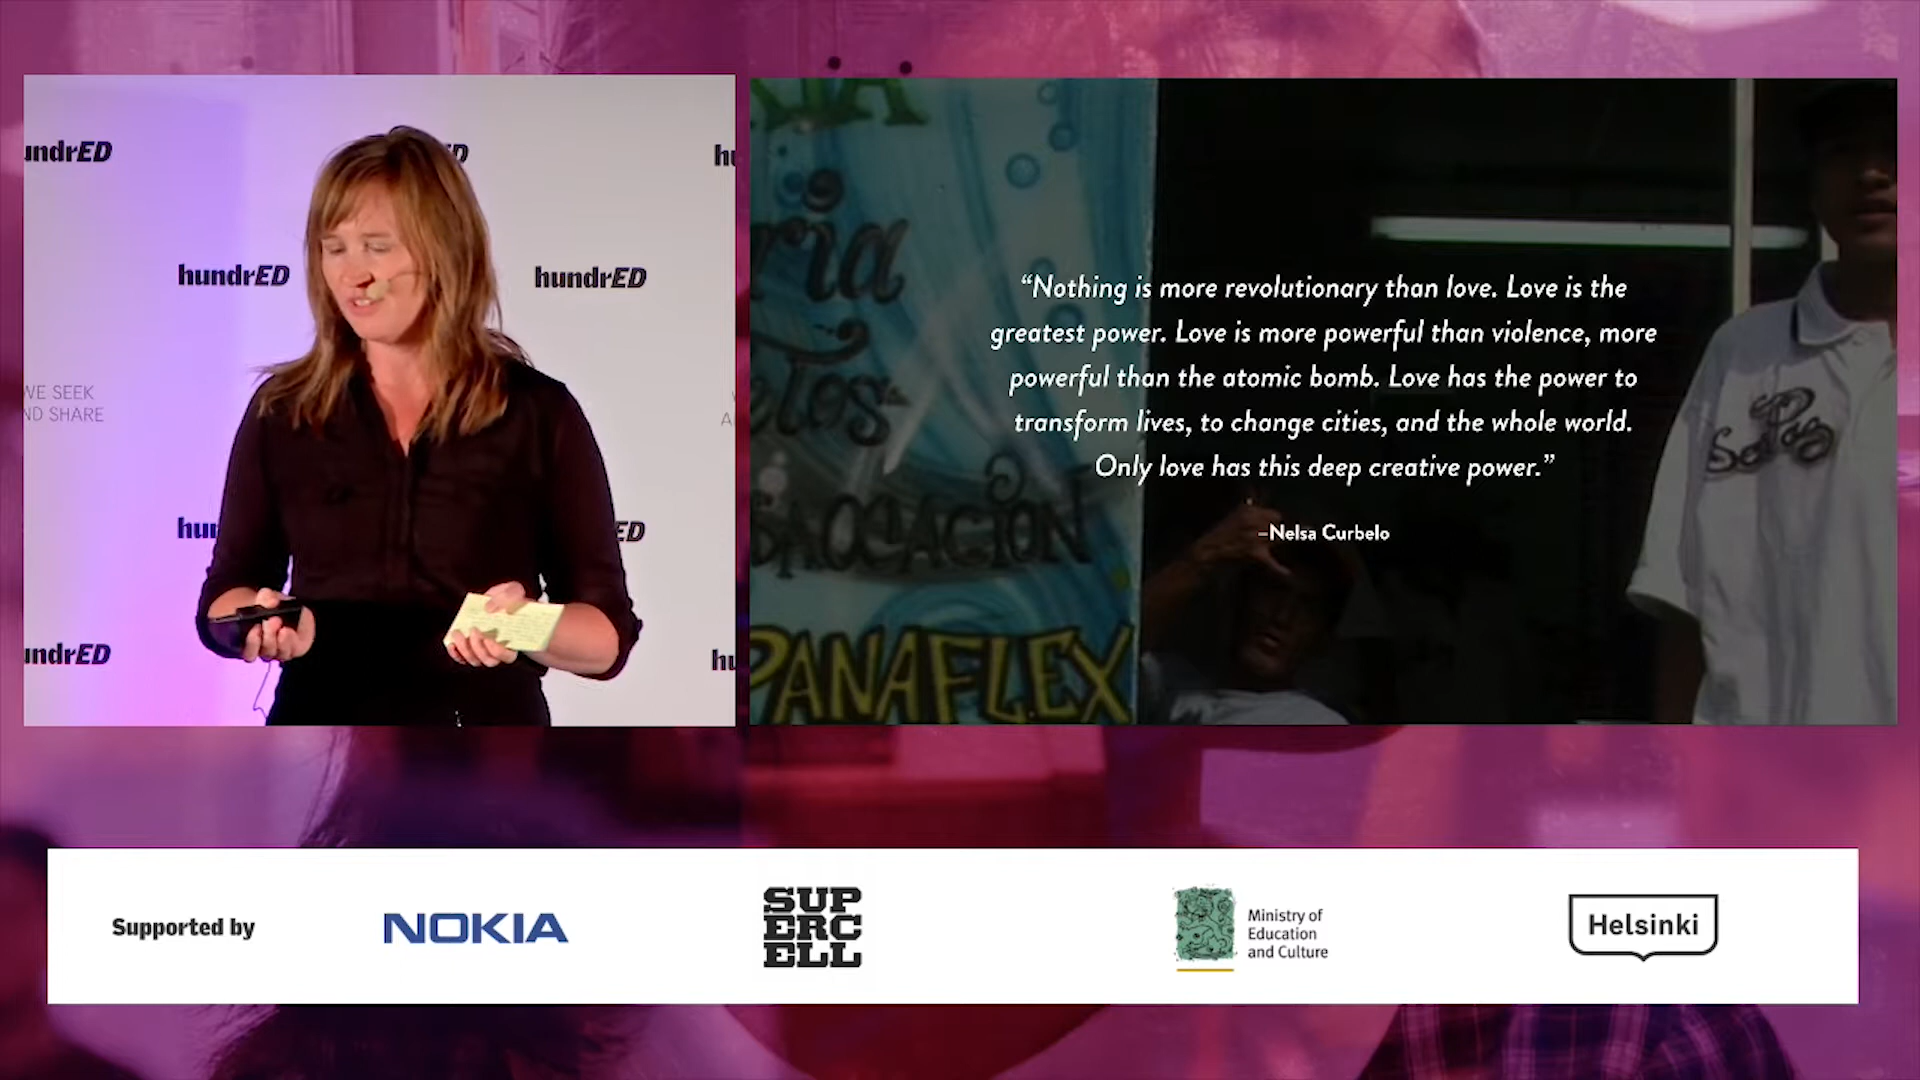 hundrED
hundrED
hundrED
WE SEEK
AND SHARE
hundrED
“Nothing is more revolutionary than love. Love is the
greatest power. Love is more powerful than violence, more
powerful than the atomic bomb. Love has the power to
transform lives, to change cities, and the whole world.
Only love has this deep creative power.”
–Nelsa Curbelo
PANAFLEX
Supported by
NOKIA
SUP
ERC
ELL
Ministry of
Education
and Culture
Helsinki